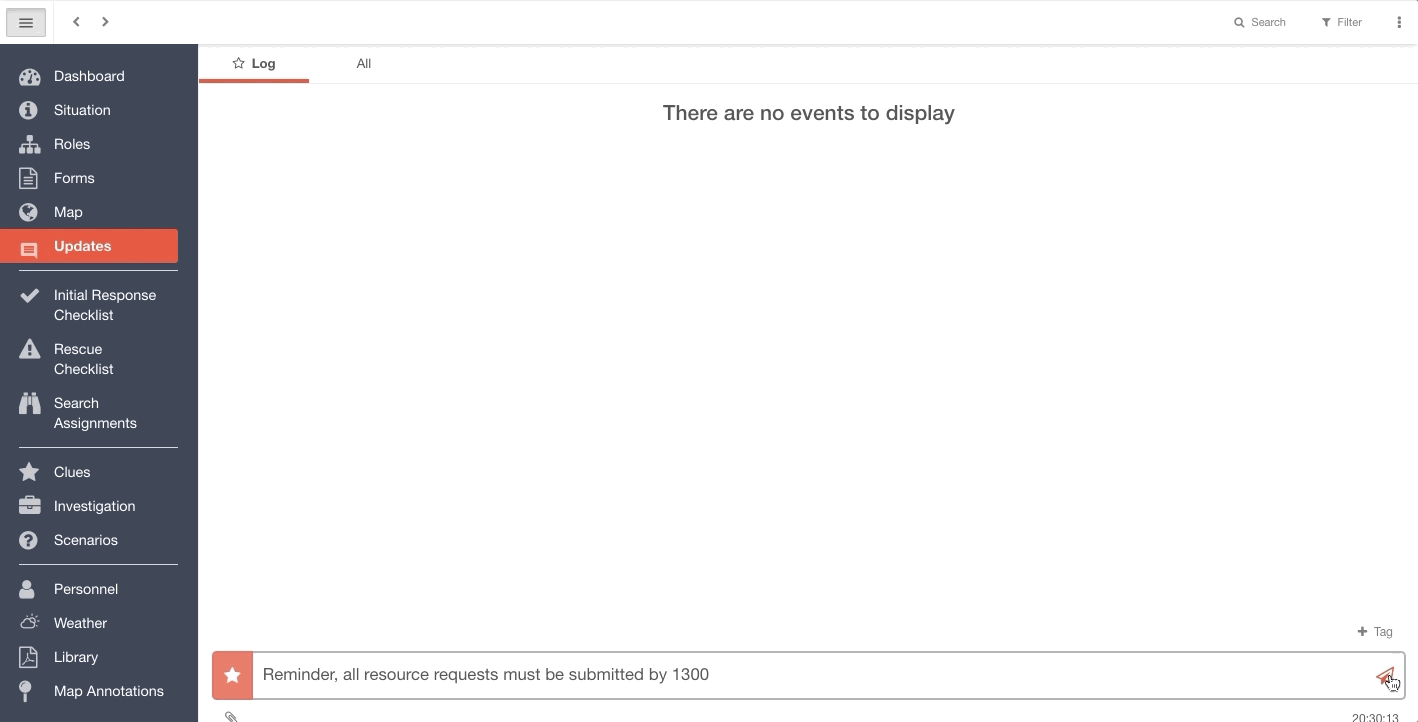 Search
Filter
Dashboard
Situation
Roles
Forms
Map
Updates
Initial Response
Checklist
Rescue
Checklist
Search
Assignments
Clues
Investigation
Scenarios
Personnel
Weather
Library
Map Annotations
Log
All
There are no events to display
+ Tag
Reminder, all resource requests must be submitted by 1300
20:30:13